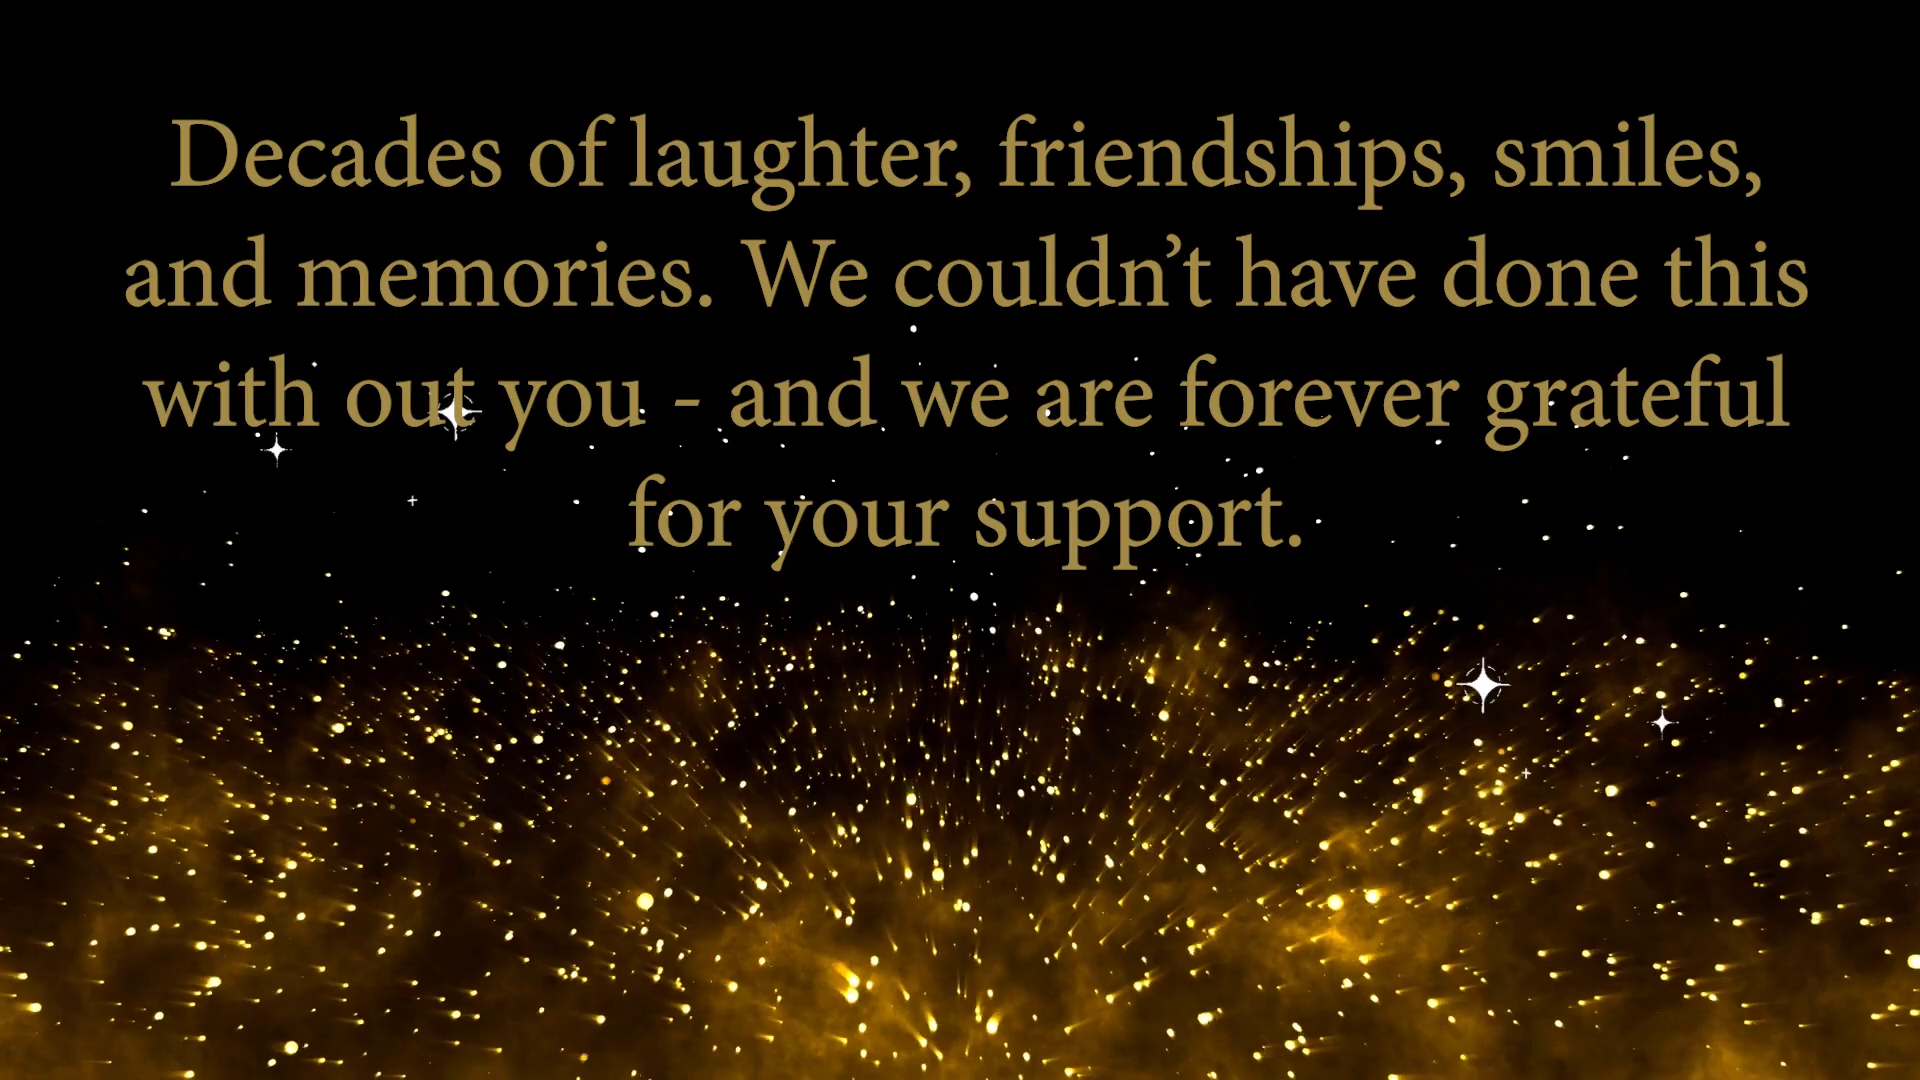 Decades of laughter, friendships, smiles,
and memories. We couldn’t have done this
with out you - and we are forever grateful
for your support.